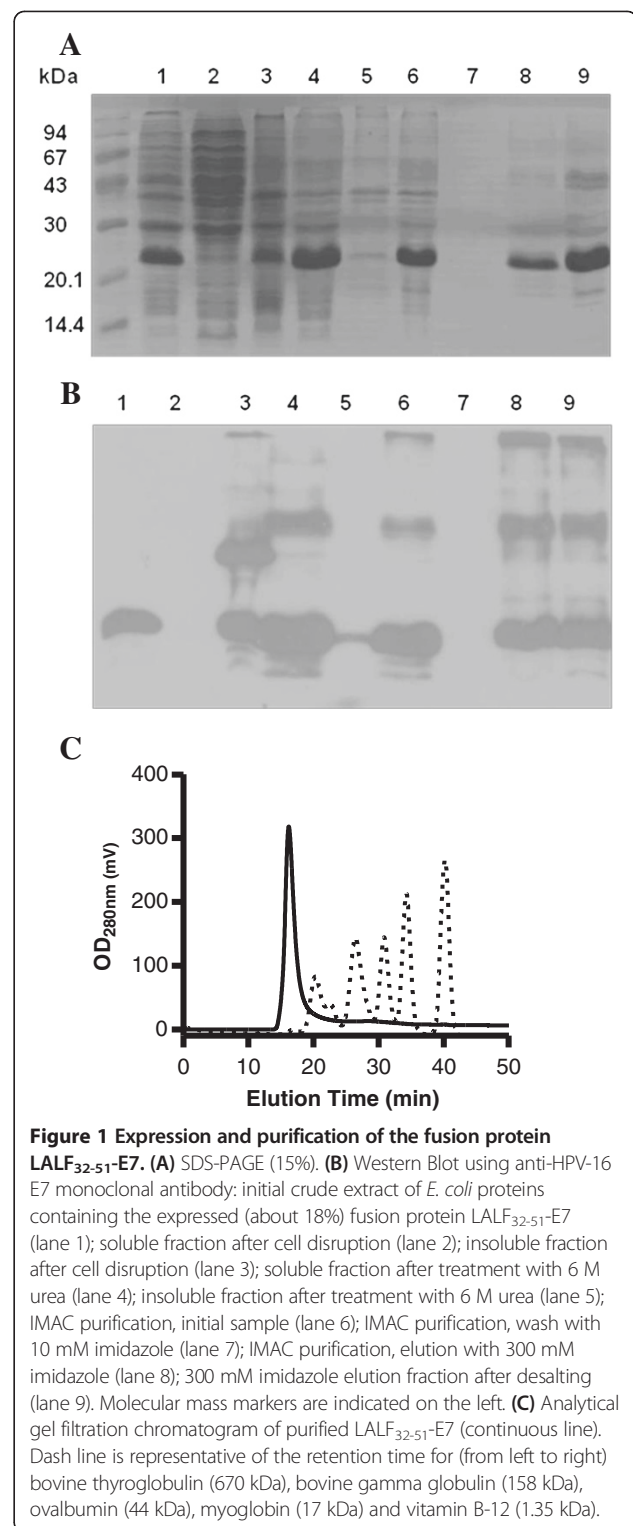 A
kDa 1 2 3 4 5 6 7 8 9
94
67
43
30
20.1
14.4
B
1 2 3 4 5 6 7 8 9
C
400
300
200
100
0
OD280nm (mV)
0 10 20 30 40 50
Elution Time (min)
Figure 1 Expression and purification of the fusion protein
LALF32-51-E7. (A) SDS-PAGE (15%). (B) Western Blot using anti-HPV-16
E7 monoclonal antibody: initial crude extract of E. coli proteins
containing the expressed (about 18%) fusion protein LALF32-51-E7
(lane 1); soluble fraction after cell disruption (lane 2); insoluble fraction
after cell disruption (lane 3); soluble fraction after treatment with 6 M
urea (lane 4); insoluble fraction after treatment with 6 M urea (lane 5);
IMAC purification, initial sample (lane 6); IMAC purification, wash with
10 mM imidazole (lane 7); IMAC purification, elution with 300 mM
imidazole (lane 8); 300 mM imidazole elution fraction after desalting
(lane 9). Molecular mass markers are indicated on the left. (C) Analytical
gel filtration chromatogram of purified LALF32-51-E7 (continuous line).
Dash line is representative of the retention time for (from left to right)
bovine thyroglobulin (670 kDa), bovine gamma globulin (158 kDa),
ovalbumin (44 kDa), myoglobin (17 kDa) and vitamin B-12 (1.35 kDa).